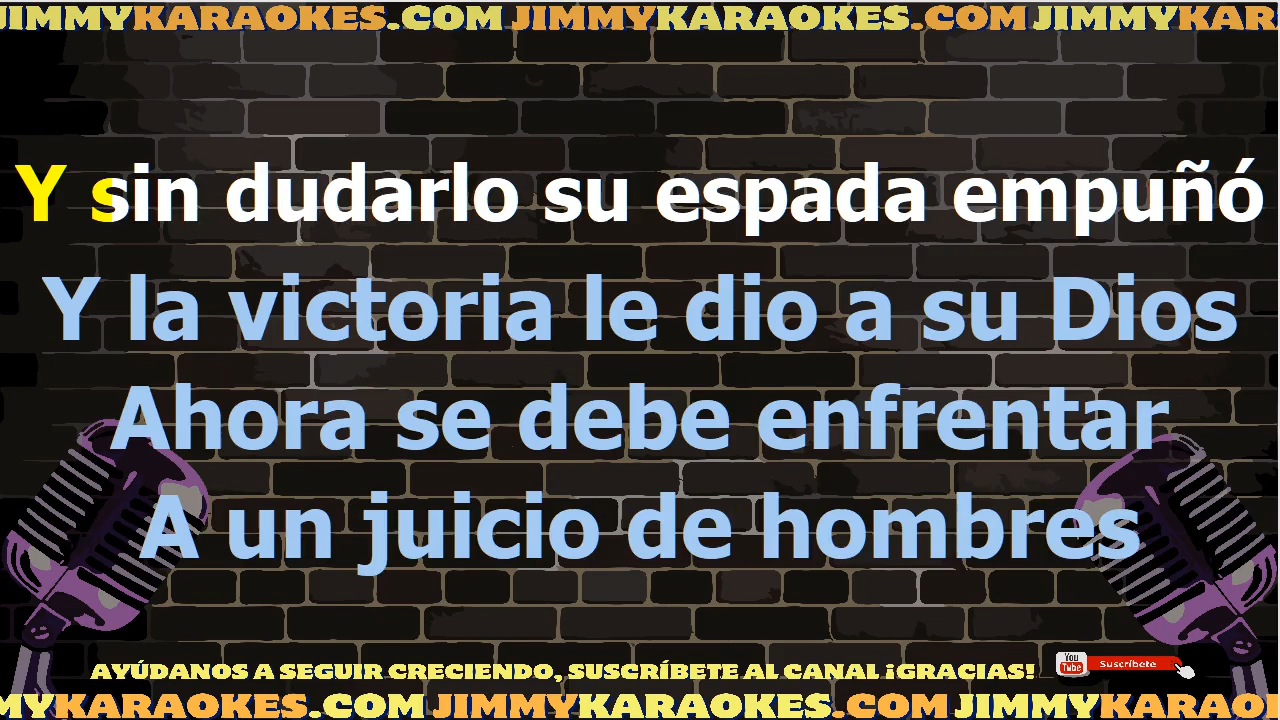 JIMMYKARAOKES.COM JIMMYKARAOKES.COM JIMMYKAR
Y sin dudarlo su espada empuñó
Y la victoria le dio a su Dios
Ahora se debe enfrentar
A un juicio de hombres
AYÚDANOS A SEGUIR CRECIENDO, SUSCRÍBETE AL CANAL ¡GRACIAS!
You Tube Suscríbete
MYKARAOKES.COM JIMMYKARAOKES.COM JIMMYKARAO